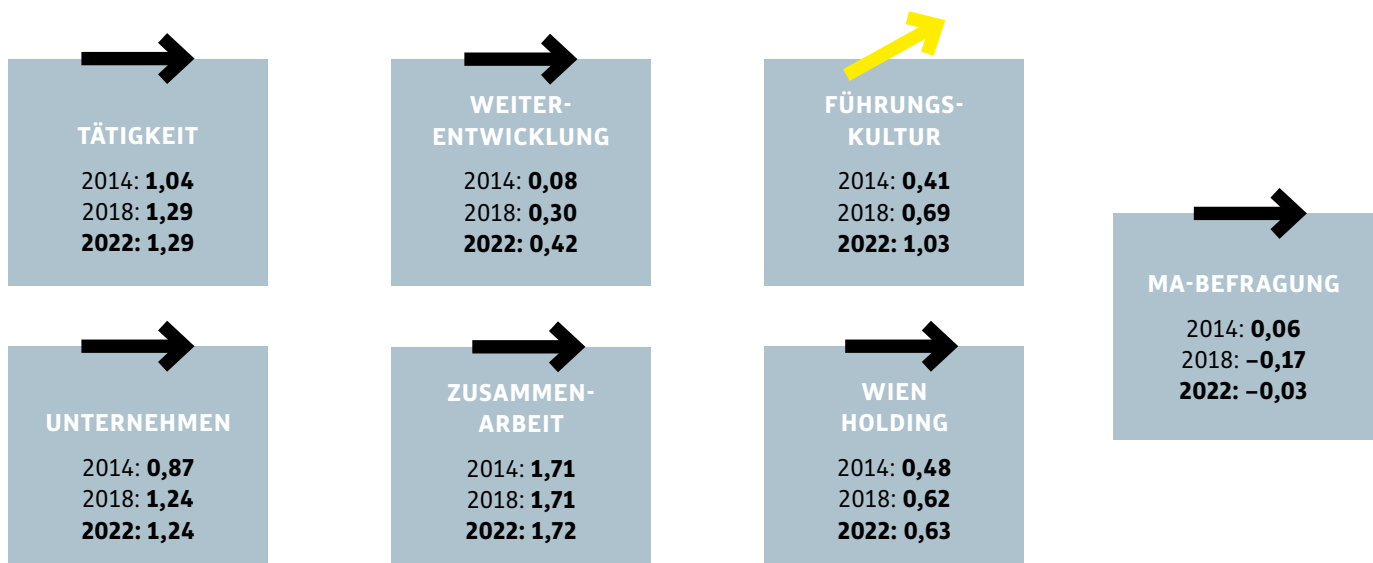 TÄTIGKEIT
2014: 1,04
2018: 1,29
2022: 1,29
WEITER-
ENTWICKLUNG
2014: 0,08
2018: 0,30
2022: 0,42
FÜHRUNGS-
KULTUR
2014: 0,41
2018: 0,69
2022: 1,03
MA-BEFRAGUNG
2014: 0,06
2018: –0,17
2022: –0,03
UNTERNEHMEN
2014: 0,87
2018: 1,24
2022: 1,24
ZUSAMMEN-
ARBEIT
2014: 1,71
2018: 1,71
2022: 1,72
WIEN
HOLDING
2014: 0,48
2018: 0,62
2022: 0,63